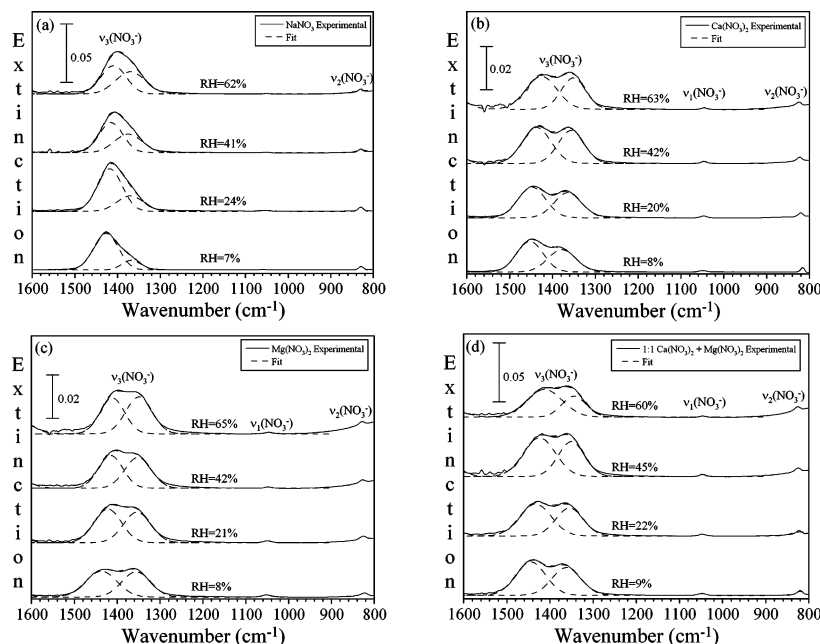 (a)
NaNO3 Experimental
Fit
ν3(NO3-)
0.05
ν2(NO3-)
RH=62%
RH=41%
RH=24%
RH=7%
Extinction
1600 1500 1400 1300 1200 1100 1000 900 800
Wavenumber (cm-1)
(b)
Ca(NO3)2 Experimental
Fit
0.02
ν3(NO3-)
ν1(NO3-)
ν2(NO3-)
RH=63%
RH=42%
RH=20%
RH=8%
Extinction
1600 1500 1400 1300 1200 1100 1000 900 800
Wavenumber (cm-1)
(c)
Mg(NO3)2 Experimental
Fit
0.02
ν3(NO3-)
ν1(NO3-)
ν2(NO3-)
RH=65%
RH=42%
RH=21%
RH=8%
Extinction
1600 1500 1400 1300 1200 1100 1000 900 800
Wavenumber (cm-1)
(d)
1:1 Ca(NO3)2 + Mg(NO3)2 Experimental
Fit
0.05
ν3(NO3-)
ν1(NO3-)
ν2(NO3-)
RH=60%
RH=45%
RH=22%
RH=9%
Extinction
1600 1500 1400 1300 1200 1100 1000 900 800
Wavenumber (cm-1)